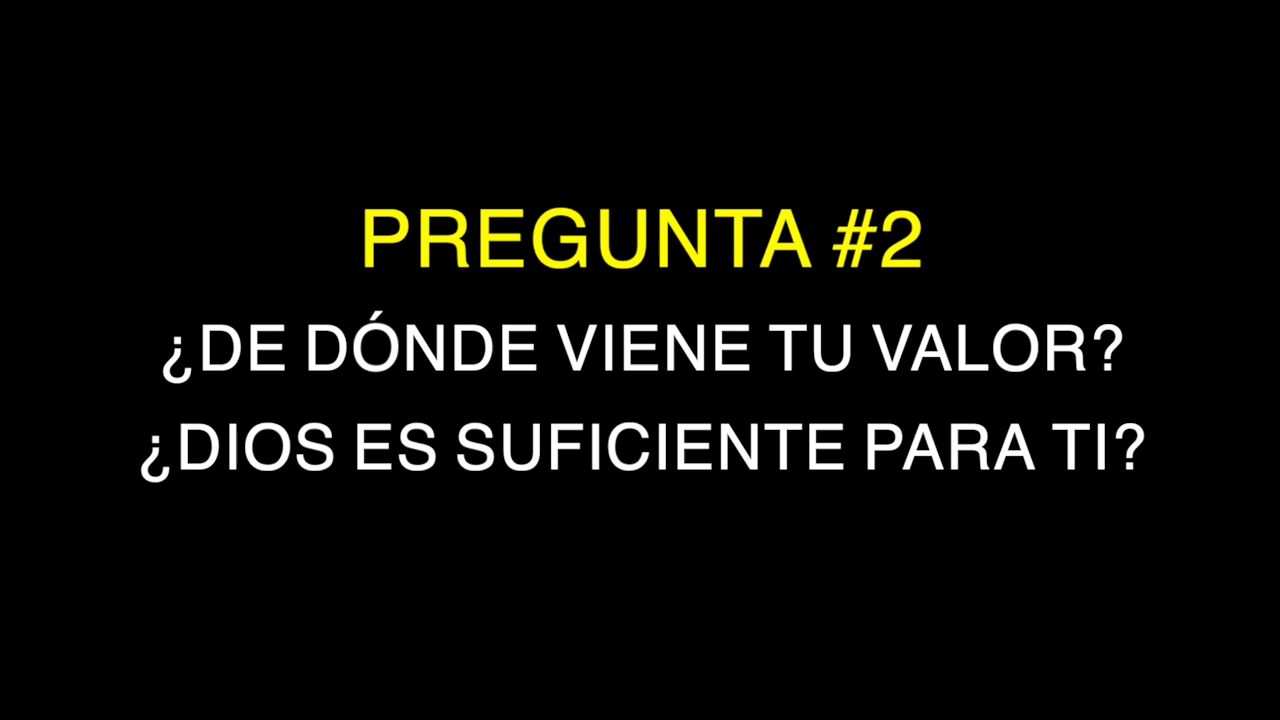 PREGUNTA #2
¿DE DÓNDE VIENE TU VALOR?
¿DIOS ES SUFICIENTE PARA TI?